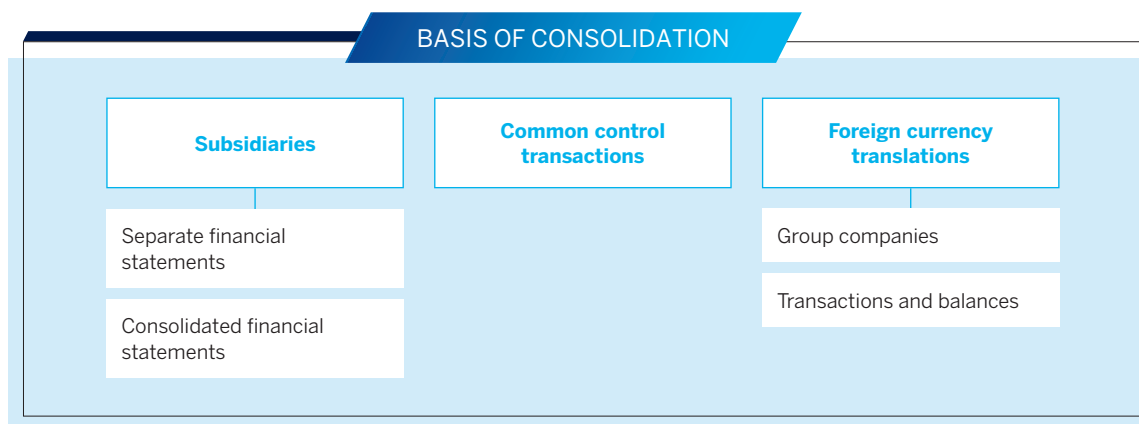 BASIS OF CONSOLIDATION
Subsidiaries
Separate financial
statements
Consolidated financial
statements
Common control
transactions
Foreign currency
translations
Group companies
Transactions and balances